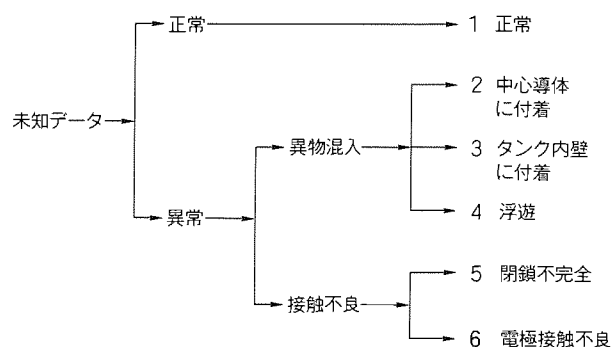 正常
1 正常
2 中心導体
に付着
未知データ
異物混入
3 タンク内壁
に付着
異常
4 浮遊
5 閉鎖不完全
接触不良
6 電極接触不良